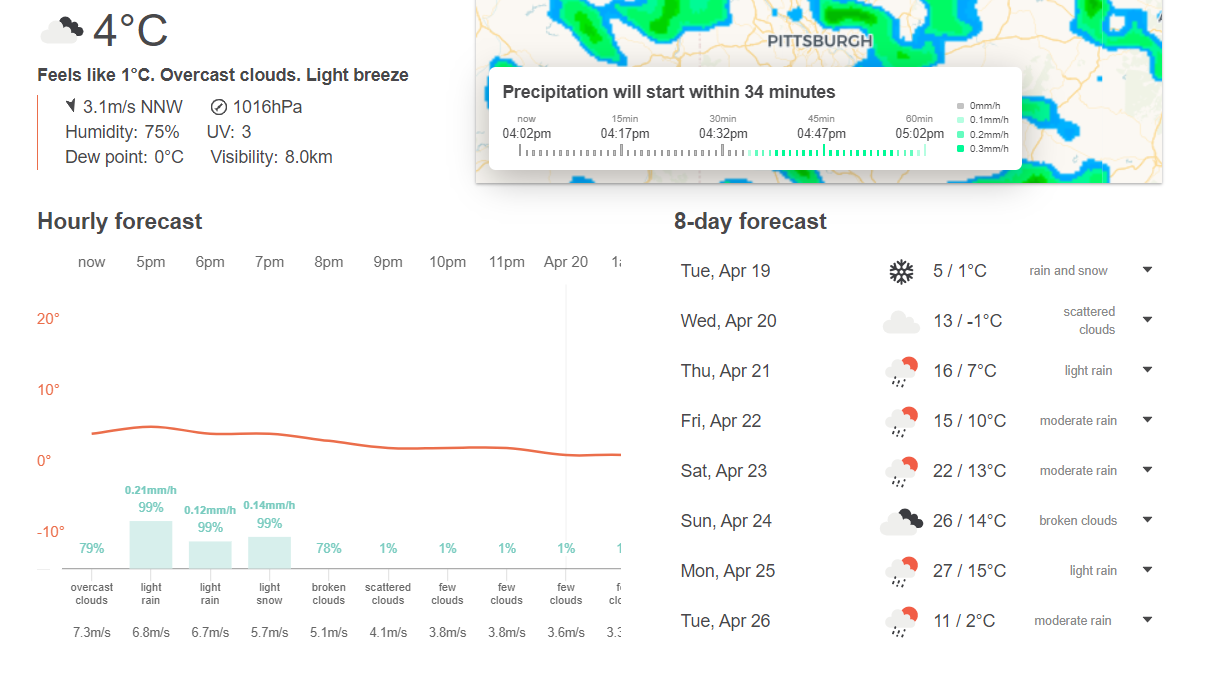 4°C
Feels like 1°C. Overcast clouds. Light breeze
3.1m/s NNW 1016hPa
Humidity: 75% UV: 3
Dew point: 0°C Visibility: 8.0km
PITTSBURGH
Precipitation will start within 34 minutes
now 15min 30min 45min 60min
04:02pm 04:17pm 04:32pm 04:47pm 05:02pm
0mm/h
0.1mm/h
0.2mm/h
0.3mm/h
Hourly forecast
now 5pm 6pm 7pm 8pm 9pm 10pm 11pm Apr 20
20°
10°
0°
-10°
0.21mm/h 0.12mm/h 0.14mm/h
79% 99% 99% 99% 78% 1% 1% 1% 1%
overcast light light light broken scattered few few few
clouds rain rain snow clouds clouds clouds clouds clouds
7.3m/s 6.8m/s 6.7m/s 5.7m/s 5.1m/s 4.1m/s 3.8m/s 3.8m/s 3.6m/s
8-day forecast
Tue, Apr 19 5 / 1°C rain and snow
Wed, Apr 20 13 / -1°C scattered
clouds
Thu, Apr 21 16 / 7°C light rain
Fri, Apr 22 15 / 10°C moderate rain
Sat, Apr 23 22 / 13°C moderate rain
Sun, Apr 24 26 / 14°C broken clouds
Mon, Apr 25 27 / 15°C light rain
Tue, Apr 26 11 / 2°C moderate rain